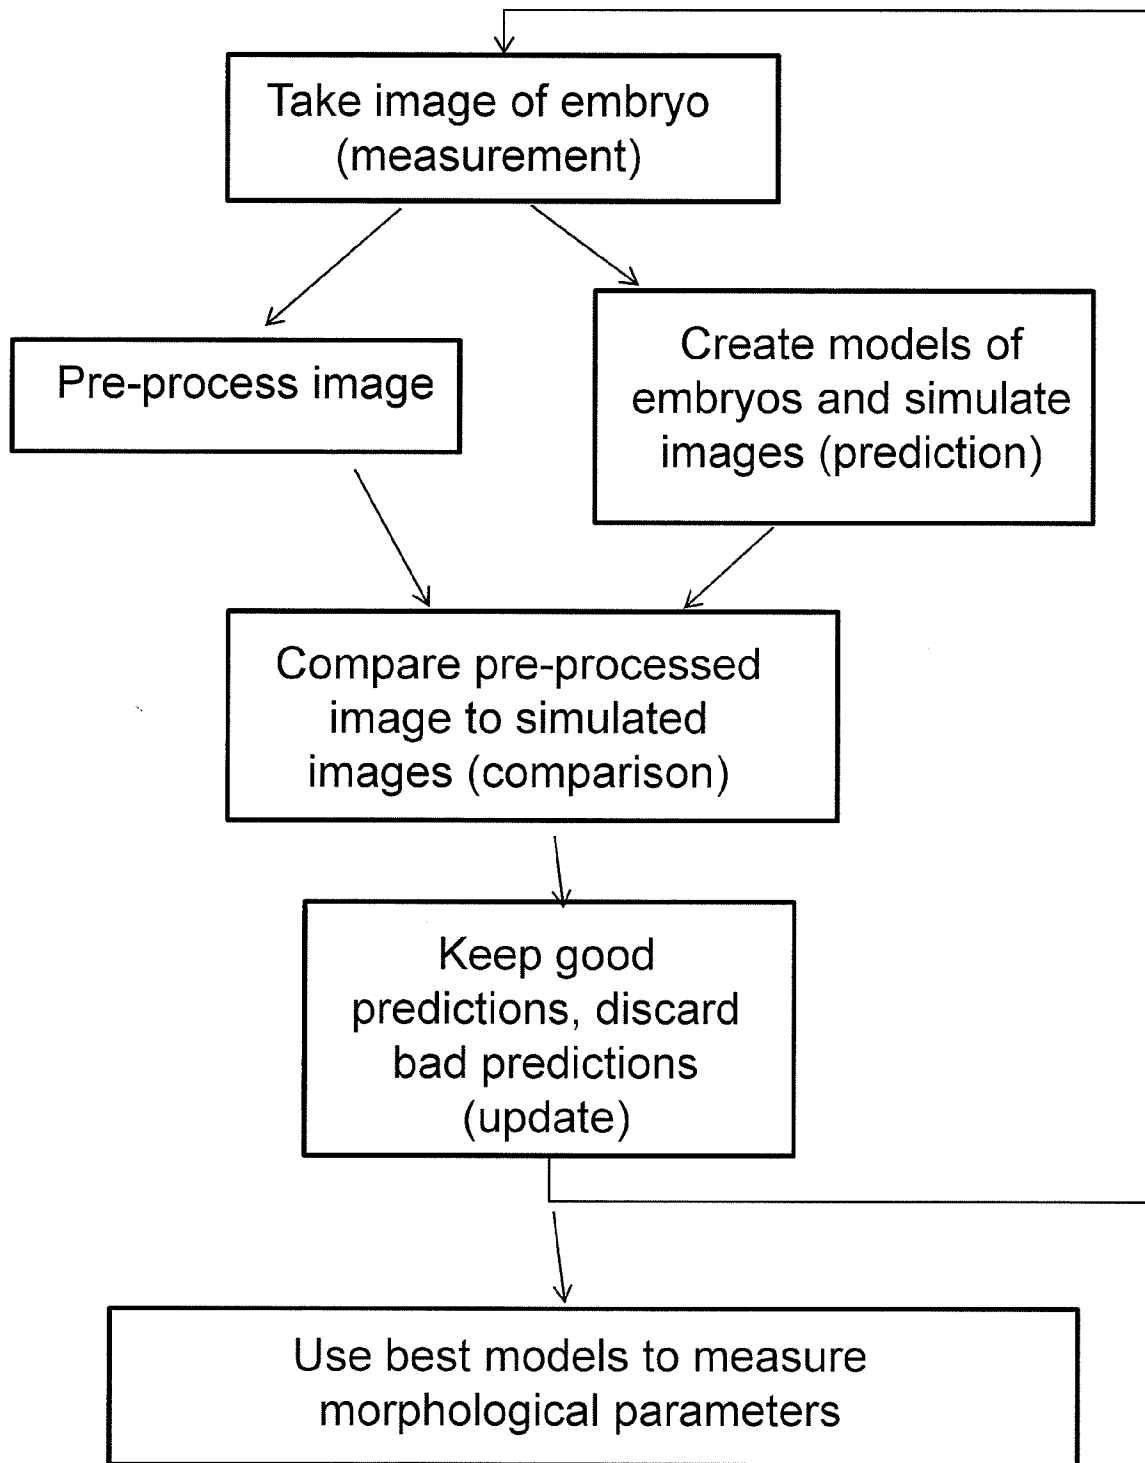 Take image of embryo
(measurement)
Pre-process image
Create models of
embryos and simulate
images (prediction)
Compare pre-processed
image to simulated
images (comparison)
Keep good
predictions, discard
bad predictions
(update)
Use best models to measure
morphological parameters